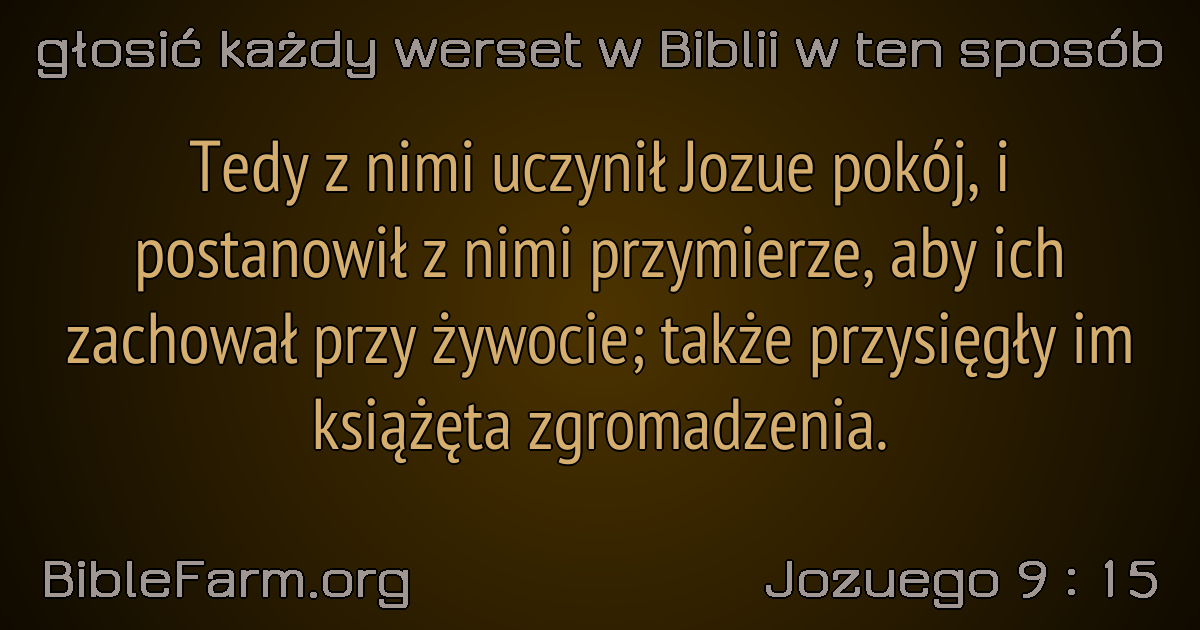 głosić każdy werset w Biblii w ten sposób
Tedy z nimi uczynił Jozue pokój, i
postanowił z nimi przymierze, aby ich
zachował przy żywocie; także przysięgły im
książęta zgromadzenia.
BibleFarm.org
Jozuego 9 : 15